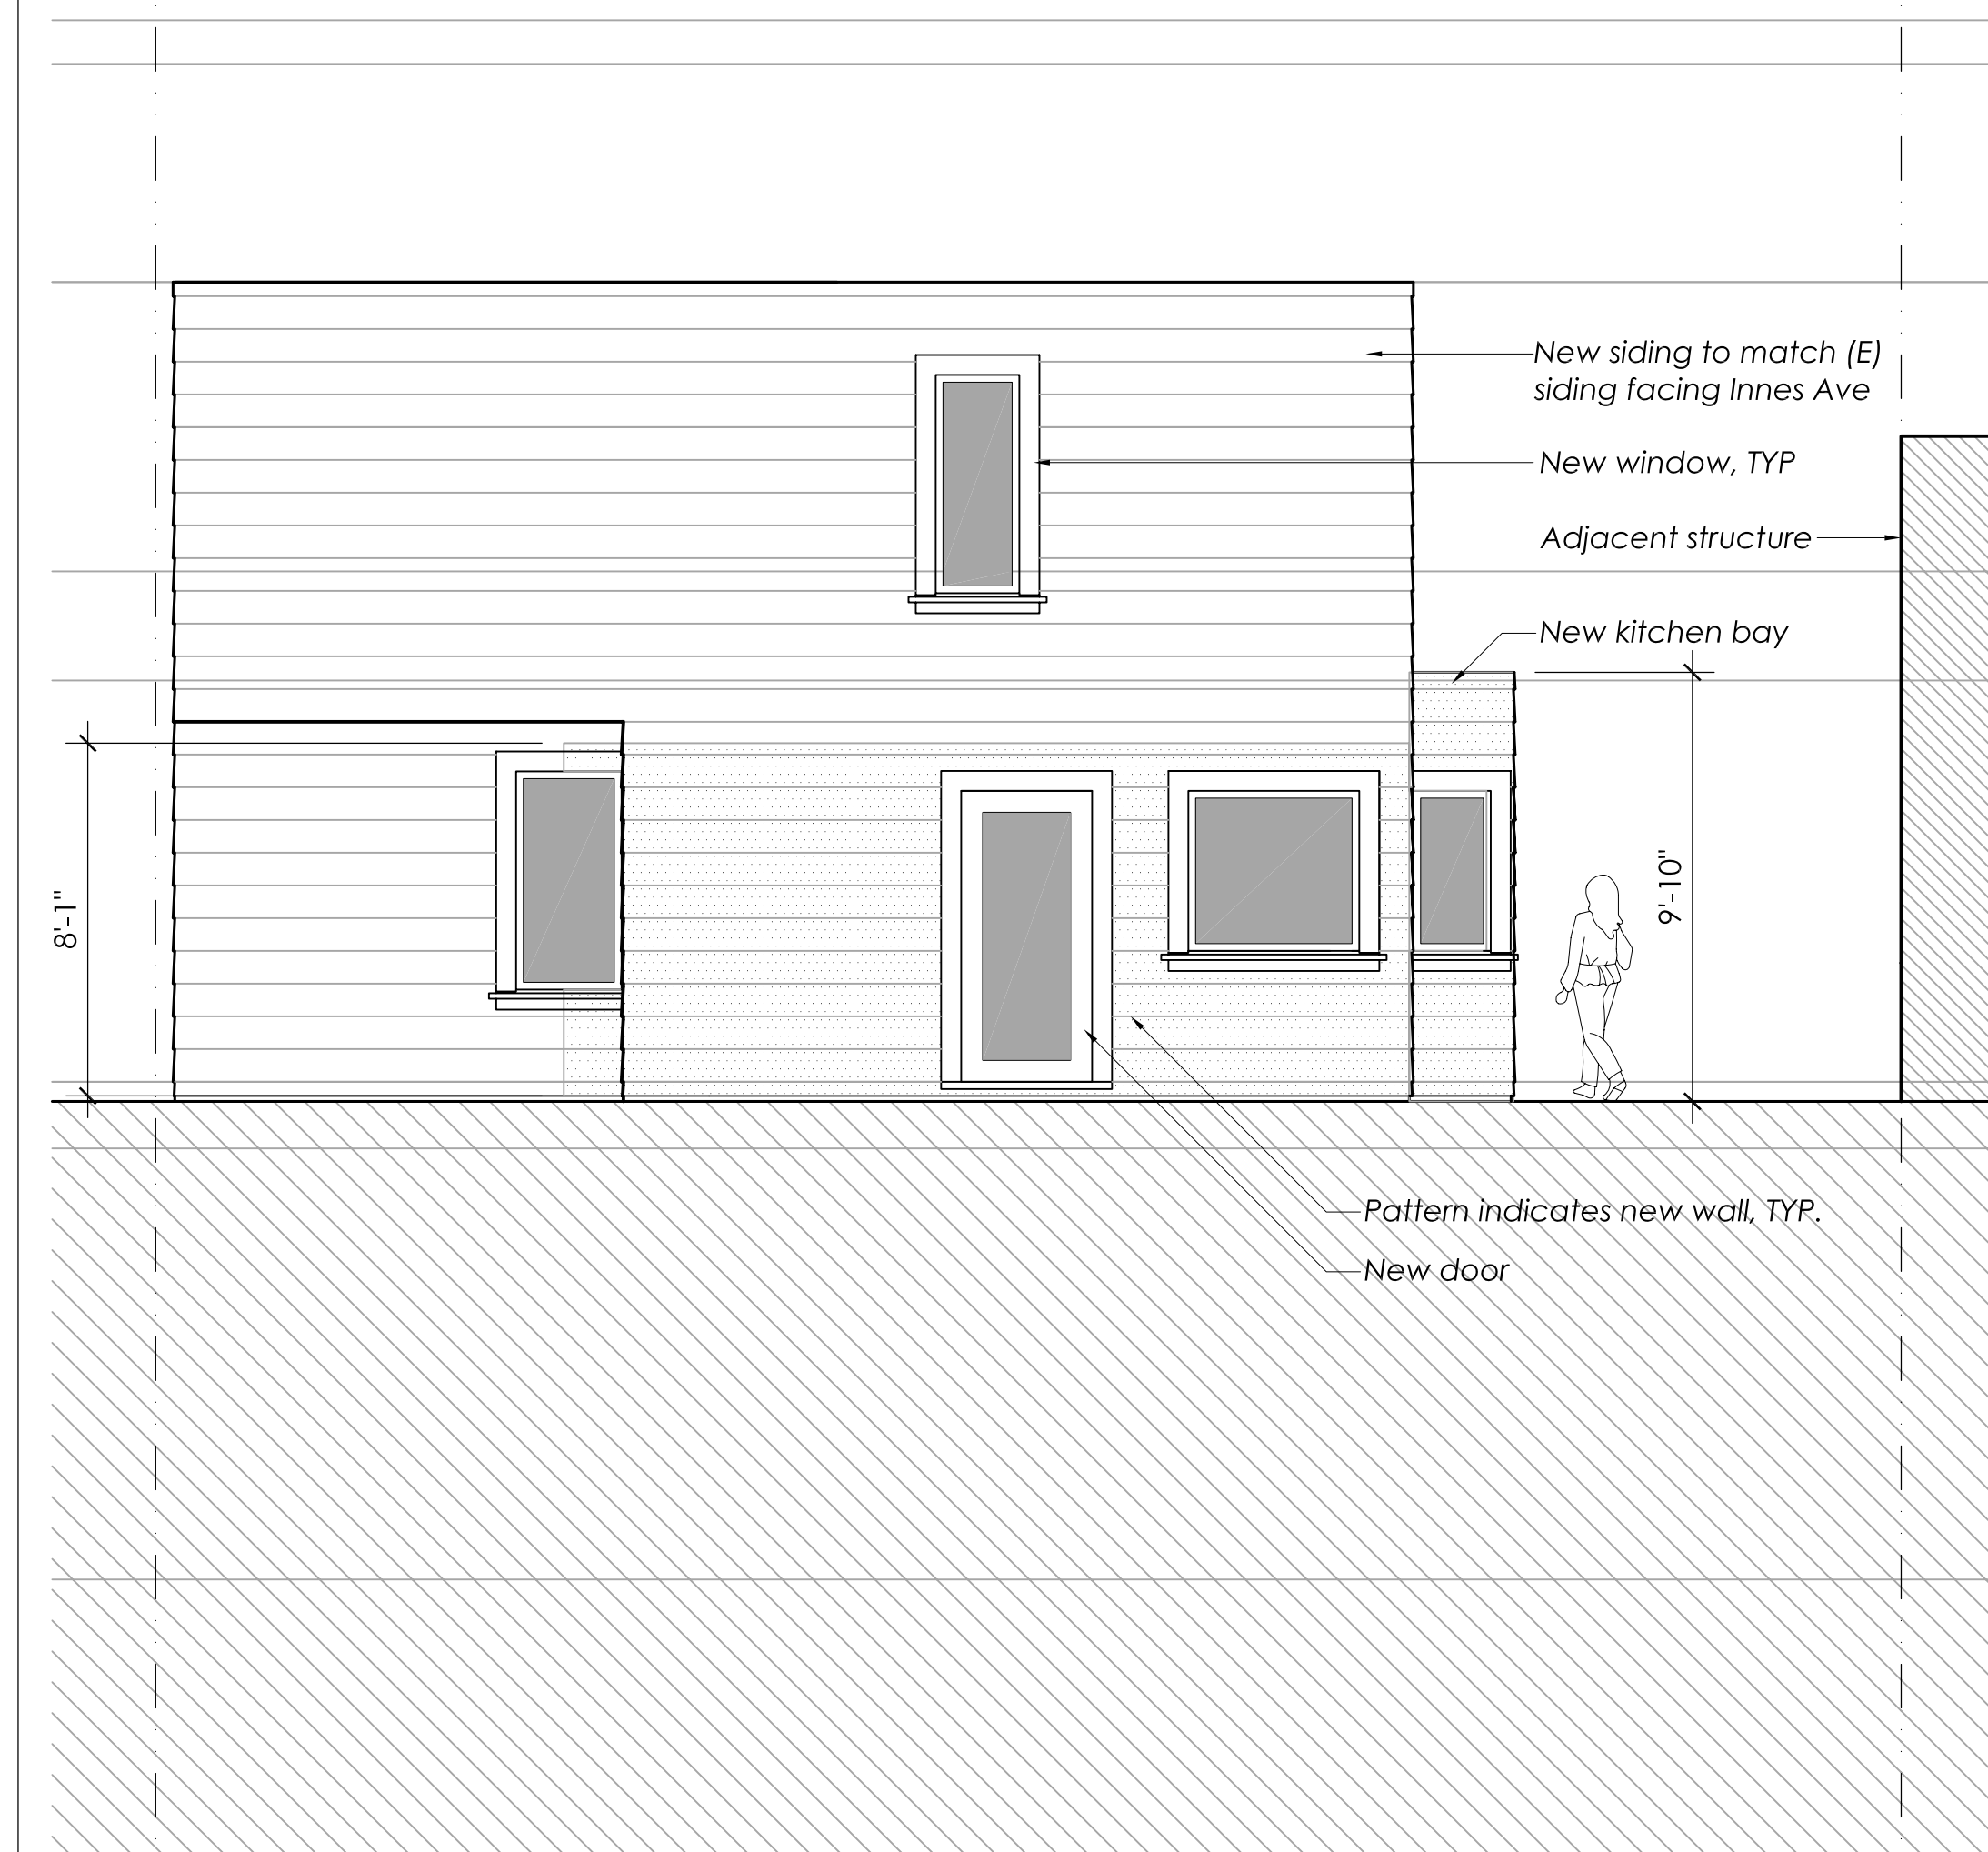 New siding to match (E)
siding facing Innes Ave
New window, TYP
Adjacent structure
New kitchen bay
8'-1"
9'-10"
Pattern indicates new wall, TYP.
New door